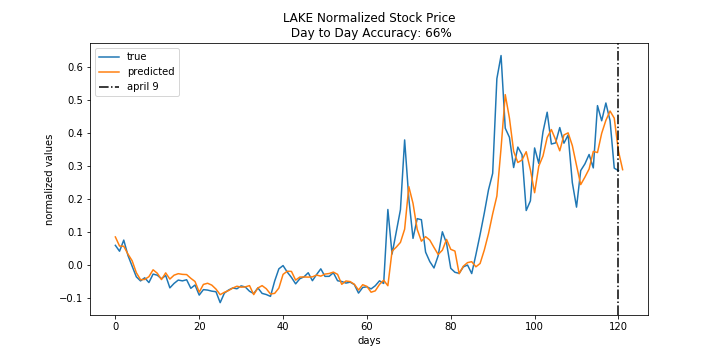 LAKE Normalized Stock Price
Day to Day Accuracy: 66%
true
predicted
april 9
normalized values
0.6
0.5
0.4
0.3
0.2
0.1
0.0
−0.1
0 20 40 60 80 100 120
days